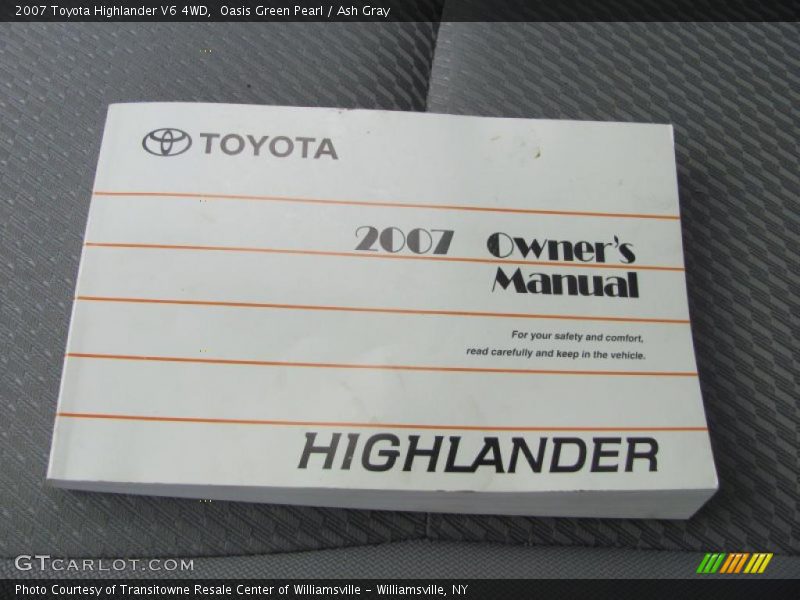 2007 Toyota Highlander V6 4WD,  Oasis Green Pearl / Ash Gray
TOYOTA
2007 Owner's
Manual
For your safety and comfort,
read carefully and keep in the vehicle.
HIGHLANDER
GTCARLOT.COM
Photo Courtesy of Transitowne Resale Center of Williamsville - Williamsville, NY